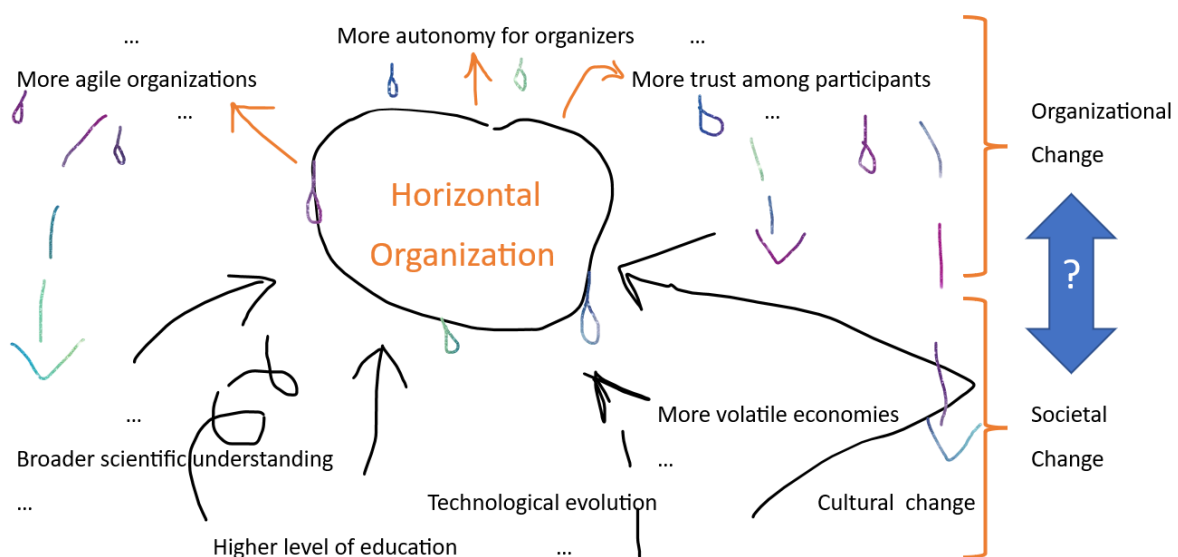 ...
More autonomy for organizers
...
More agile organizations
More trust among participants
...
...
Organizational
Change
Horizontal
Organization
?
...
More volatile economies
Societal
Change
Broader scientific understanding
...
...
Technological evolution
Cultural change
Higher level of education
...